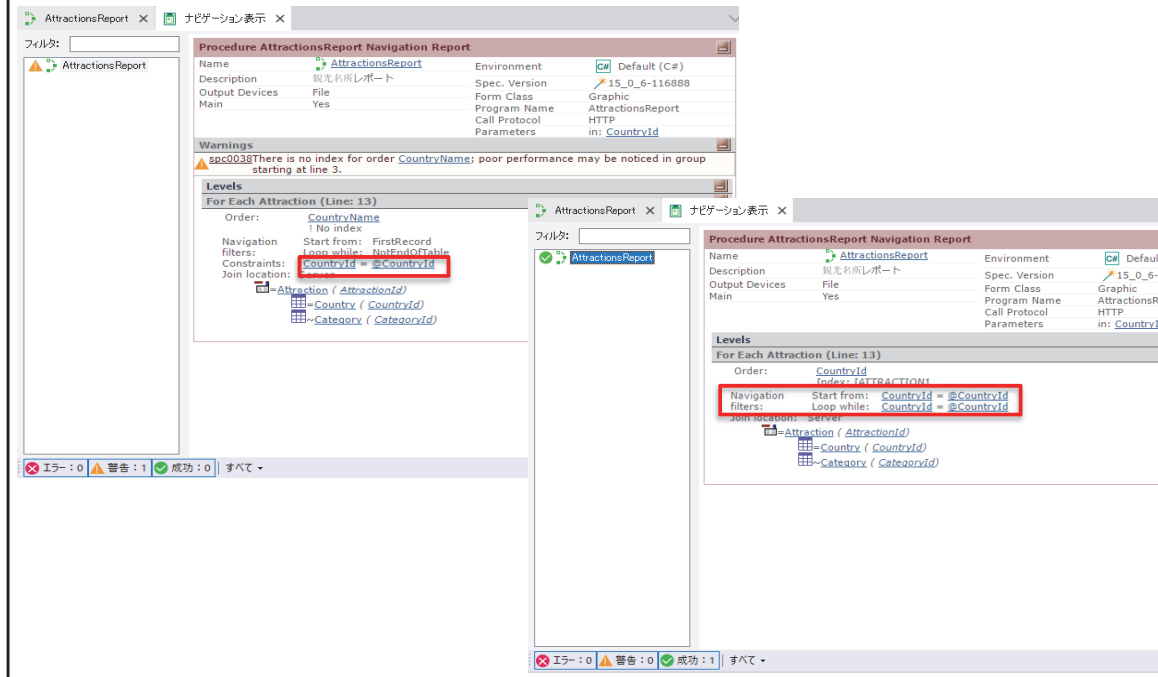 AttractionsReport × ナビゲーション表示 ×
フィルタ:
AttractionsReport
Procedure AttractionsReport Navigation Report
Name AttractionsReport Environment C# Default (C#)
Description 観光名所レポート Spec. Version 15_0_6-116888
Output Devices File Form Class Graphic
Main Yes Program Name AttractionsReport
Call Protocol HTTP
Parameters in: CountryId
Warnings
spc0038There is no index for order CountryName; poor performance may be noticed in group
starting at line 3.
Levels
For Each Attraction (Line: 13)
Order: CountryName
! No index
Navigation Start from: FirstRecord
filters: Loop while: NotEndOfTable
Constraints: CountryId = @CountryId
Join location: Server
=Attraction ( AttractionId)
=Country ( CountryId)
~Category ( CategoryId)
エラー:0 警告:1 成功:0 すべて
AttractionsReport × ナビゲーション表示 ×
フィルタ:
AttractionsReport
Procedure AttractionsReport Navigation Report
Name AttractionsReport Environment C# Defaul
Description 観光名所レポート Spec. Version 15_0_6-
Output Devices File Form Class Graphic
Main Yes Program Name AttractionsR
Call Protocol HTTP
Parameters in: CountryI
Levels
For Each Attraction (Line: 13)
Order: CountryId
Index: IATTRACTION1
Navigation Start from: CountryId = @CountryId
filters: Loop while: CountryId = @CountryId
Join location: Server
=Attraction ( AttractionId)
=Country ( CountryId)
~Category ( CategoryId)
エラー:0 警告:0 成功:1 すべて